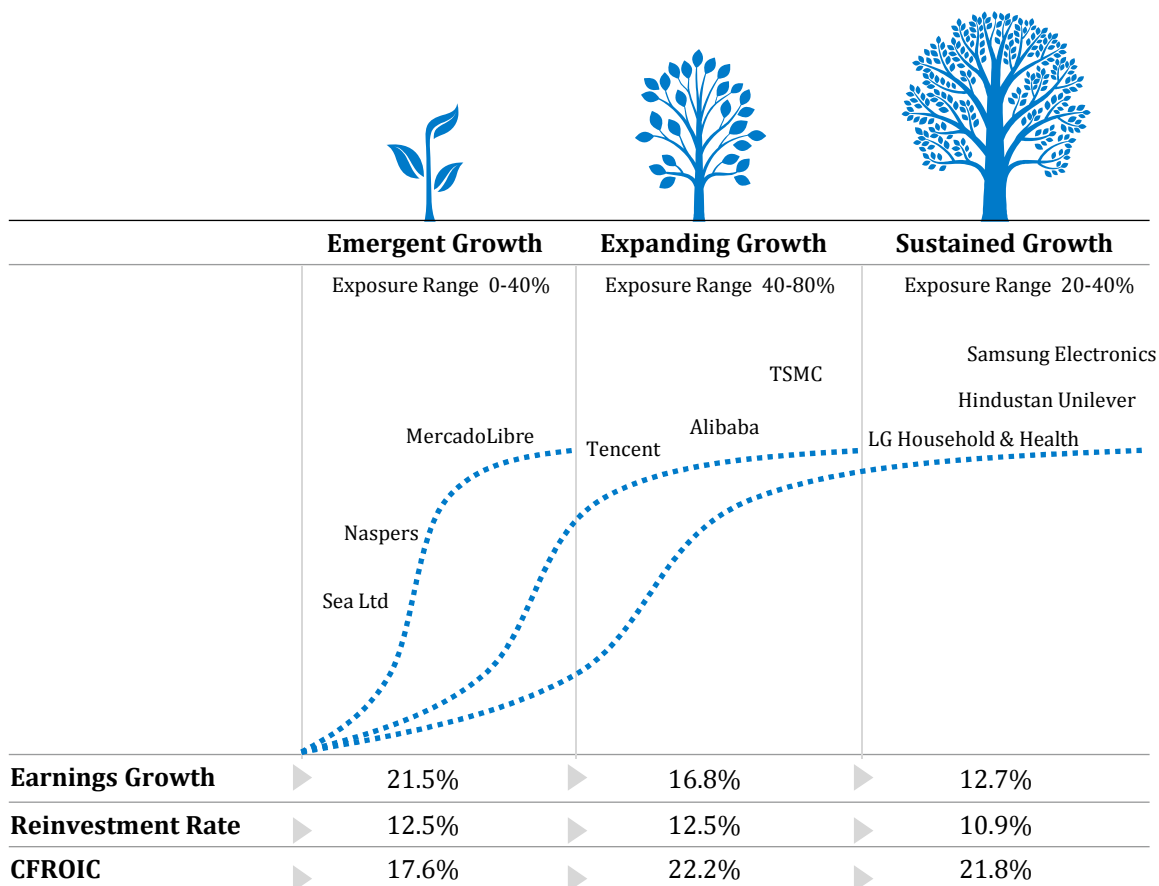 Emergent Growth Expanding Growth Sustained Growth
Exposure Range 0-40% Exposure Range 40-80% Exposure Range 20-40%
Samsung Electronics
TSMC
Hindustan Unilever
Alibaba
MercadoLibre Tencent LG Household & Health
Naspers
Sea Ltd
Earnings Growth 21.5% 16.8% 12.7%
Reinvestment Rate 12.5% 12.5% 10.9%
CFROIC 17.6% 22.2% 21.8%